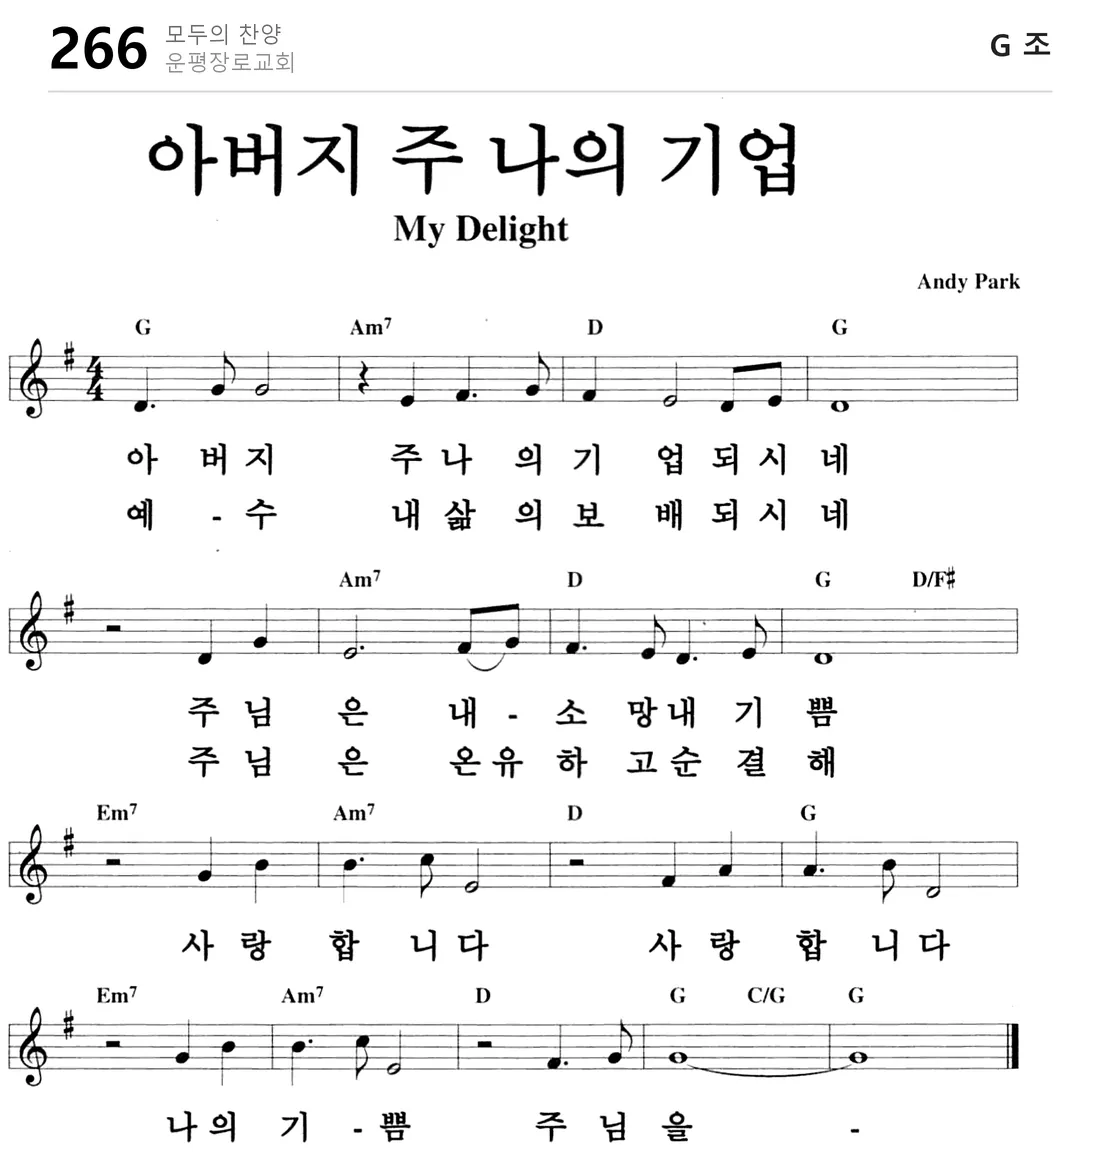 266 모두의 찬양
운평장로교회
G 조
아버지 주 나의 기업
My Delight
Andy Park
G Am7 D G
4
4
아 버 지 주 나 의 기 업 되 시 네
예 - 수 내 삶 의 보 배 되 시 네
Am7 D G D/F#
주 님 은 내 - 소 망 내 기 쁨
주 님 은 온 유 하 고 순 결 해
Em7 Am7 D G
사 랑 합 니 다 사 랑 합 니 다
Em7 Am7 D G C/G G
나 의 기 - 쁨 주 님 을 -